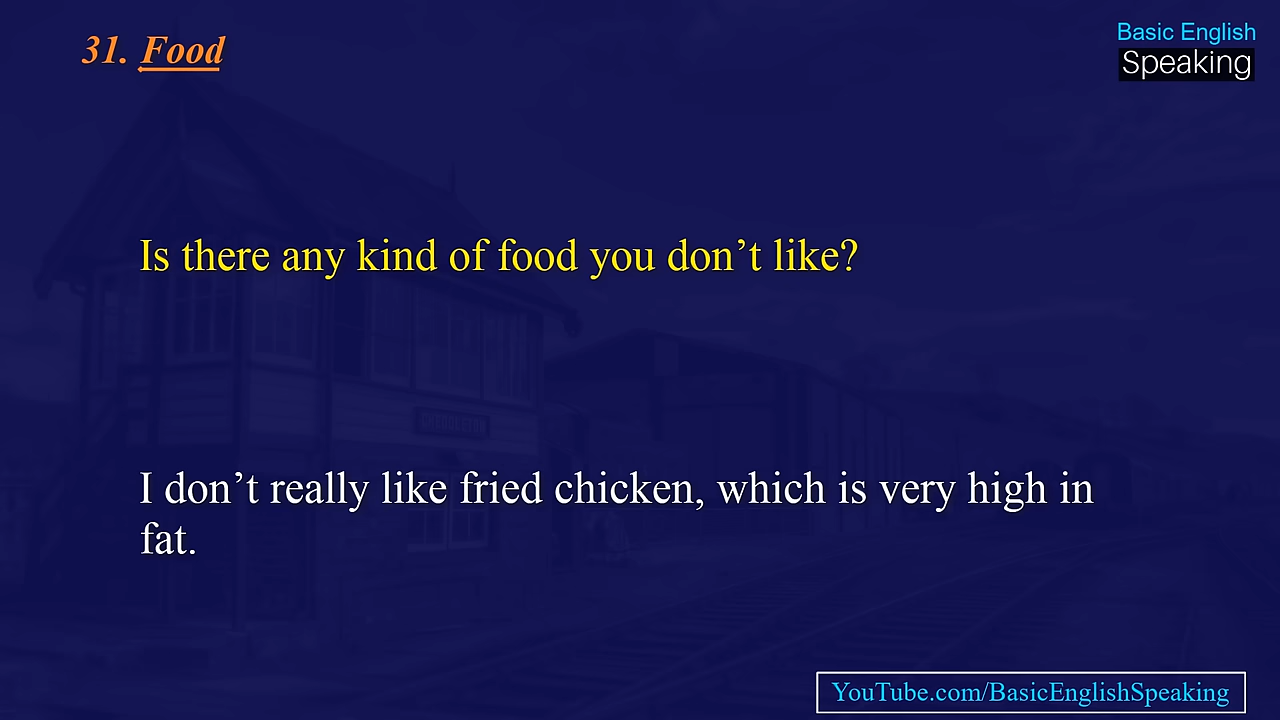 31. Food
Basic English
Speaking
Is there any kind of food you don’t like?
I don’t really like fried chicken, which is very high in
fat.
YouTube.com/BasicEnglishSpeaking